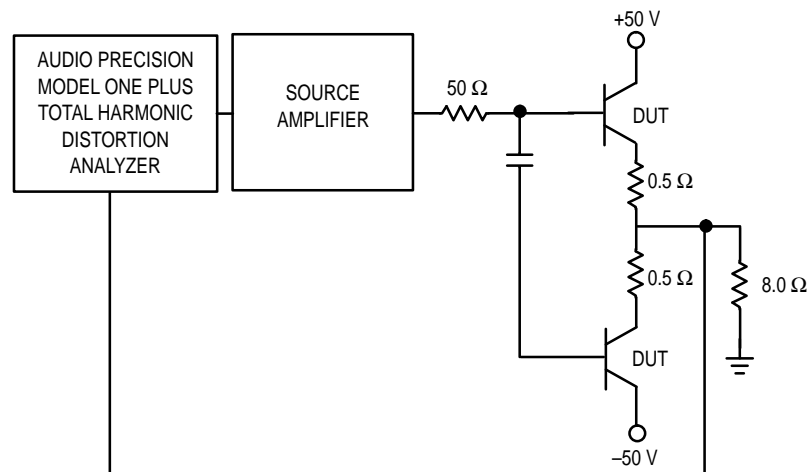 +50 V
AUDIO PRECISION
MODEL ONE PLUS
TOTAL HARMONIC
DISTORTION
ANALYZER
SOURCE
AMPLIFIER
50 Ω
DUT
0.5 Ω
0.5 Ω
8.0 Ω
DUT
–50 V